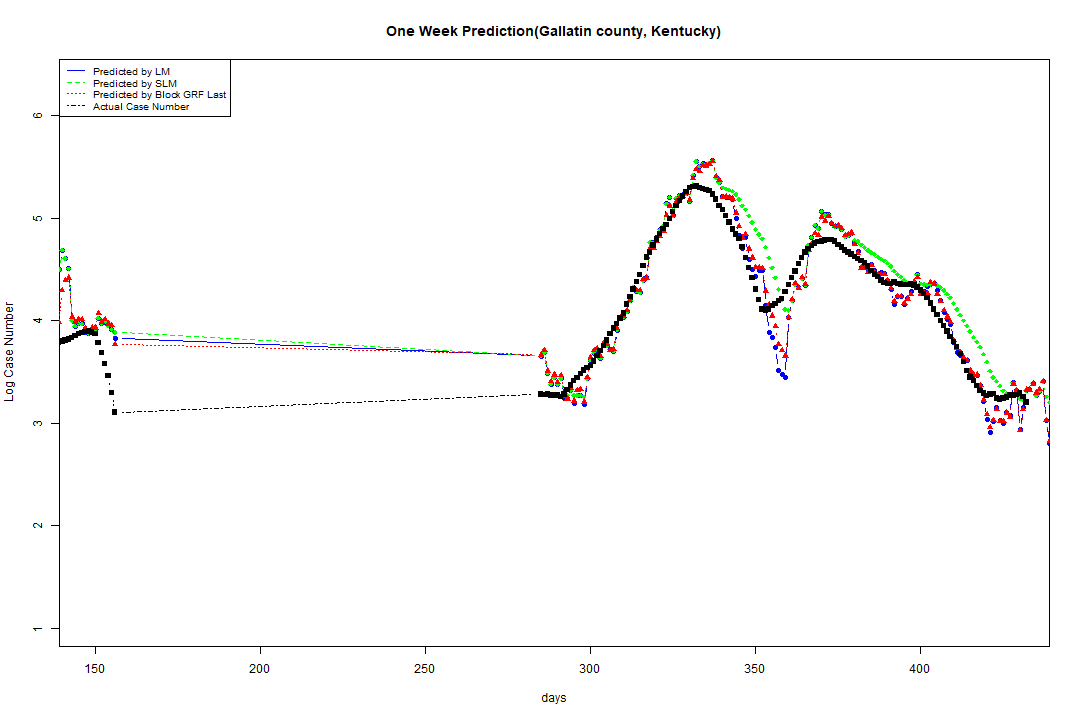 One Week Prediction(Gallatin county, Kentucky)
Predicted by LM
Predicted by SLM
Predicted by Block GRF Last
Actual Case Number
Log Case Number
6
5
4
3
2
1
150
200
250
300
350
400
days